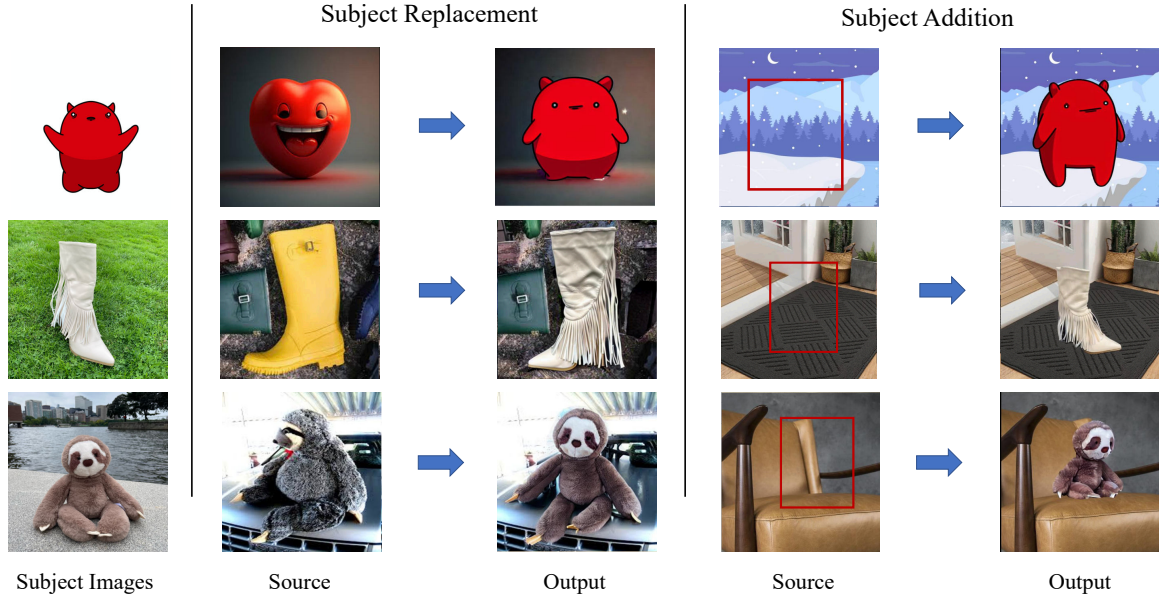 Subject Replacement
Subject Addition
Subject Images
Source
Output
Source
Output